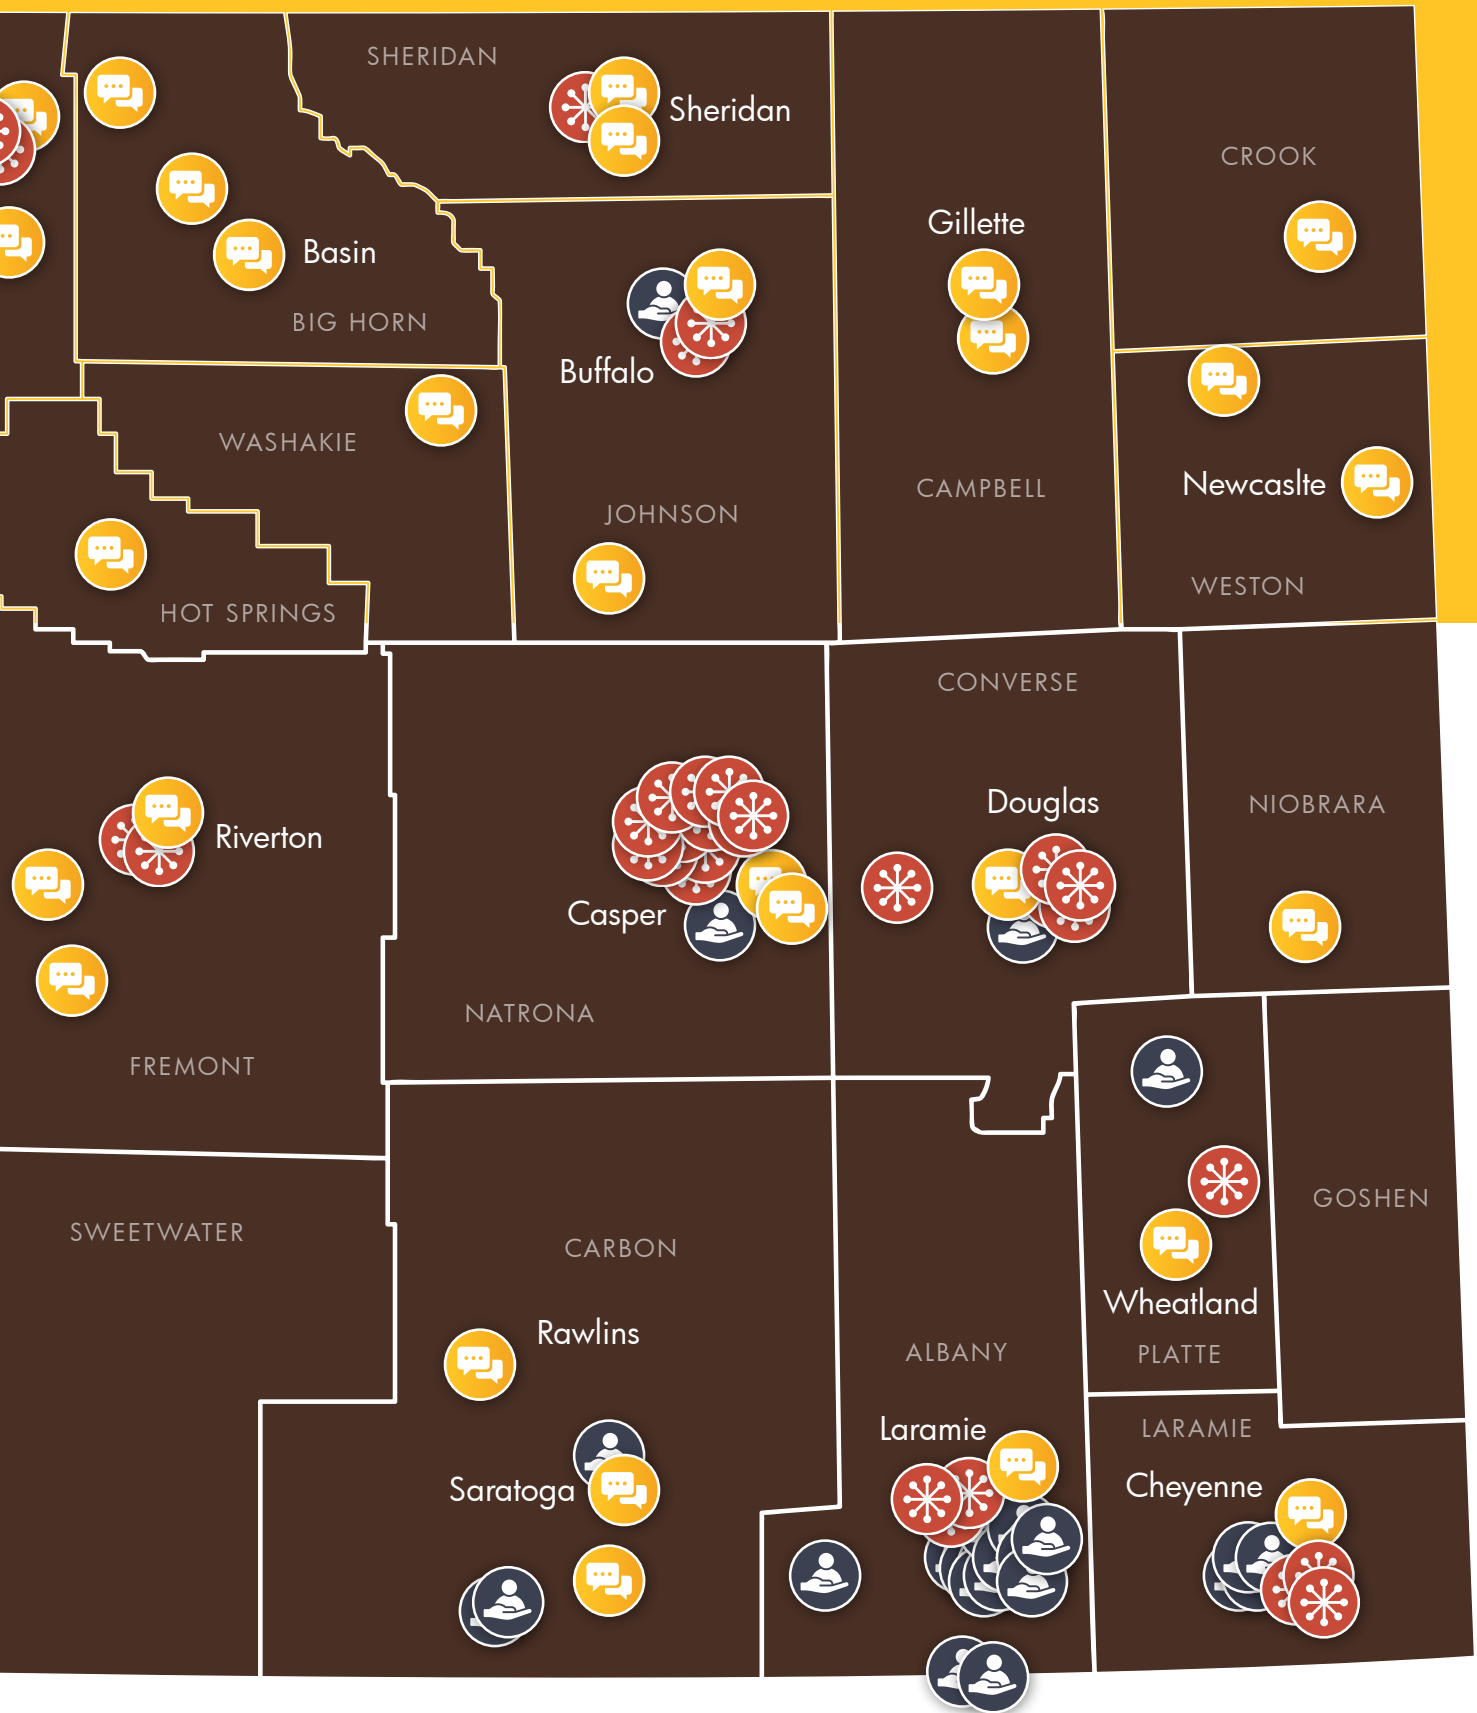 SHERIDAN
Sheridan
CROOK
Gillette
Basin
BIG HORN
Buffalo
WASHAKIE
Newcaslte
CAMPBELL
JOHNSON
WESTON
HOT SPRINGS
CONVERSE
Douglas
NIOBRARA
Riverton
Casper
NATRONA
FREMONT
GOSHEN
SWEETWATER
CARBON
Wheatland
Rawlins
ALBANY
PLATTE
Laramie
LARAMIE
Cheyenne
Saratoga